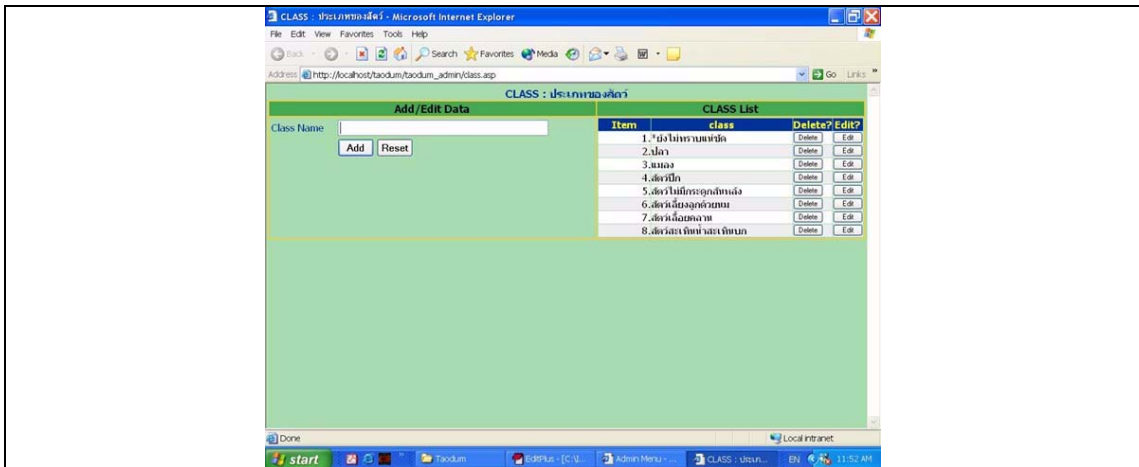 CLASS : ประเภทของสัตว์ - Microsoft Internet Explorer
File Edit View Favorites Tools Help
Back Search Favorites Media
Address http://localhost/taodum/taodum_admin/class.asp Go Links »
CLASS : ประเภทของสัตว์
Add/Edit Data
Class Name
Add Reset
CLASS List
Item class Delete? Edit?
1.*ยังไม่ทราบแน่ชัด Delete Edit
2.ปลา Delete Edit
3.แมลง Delete Edit
4.สัตว์ปีก Delete Edit
5.สัตว์ไม่มีกระดูกสันหลัง Delete Edit
6.สัตว์เลี้ยงลูกด้วยนม Delete Edit
7.สัตว์เลื้อยคลาน Delete Edit
8.สัตว์สะเทินน้ำสะเทินบก Delete Edit
Done Local intranet
start Taodum EditPlus - [C:\I... Admin Menu - ... CLASS : ประเภ... EN 11:52 AM